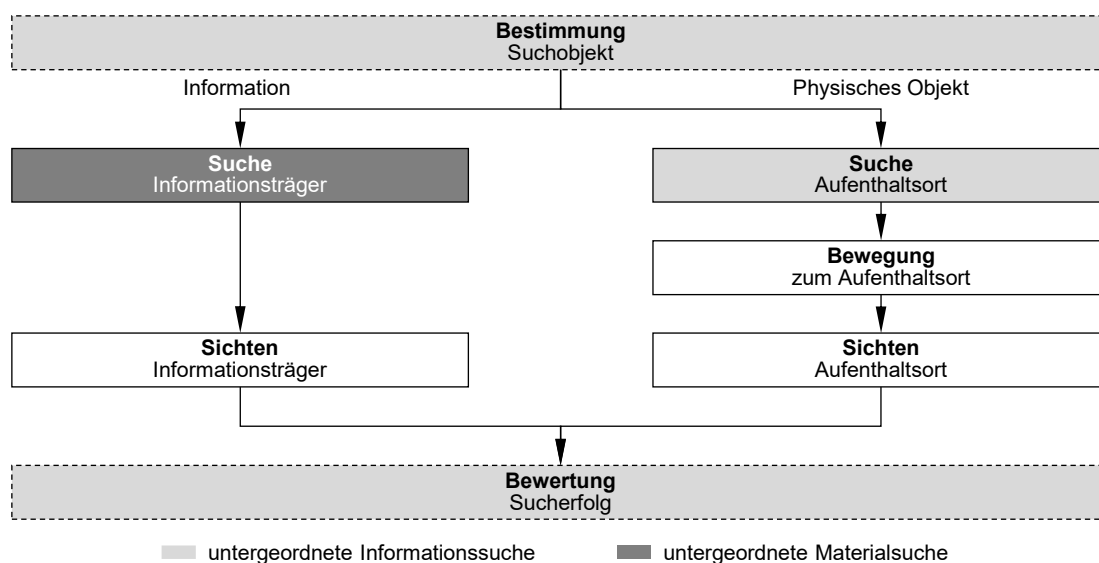 Bestimmung
Suchobjekt
Information
Physisches Objekt
Suche
Informationsträger
Suche
Aufenthaltsort
Bewegung
zum Aufenthaltsort
Sichten
Informationsträger
Sichten
Aufenthaltsort
Bewertung
Sucherfolg
untergeordnete Informationssuche
untergeordnete Materialsuche